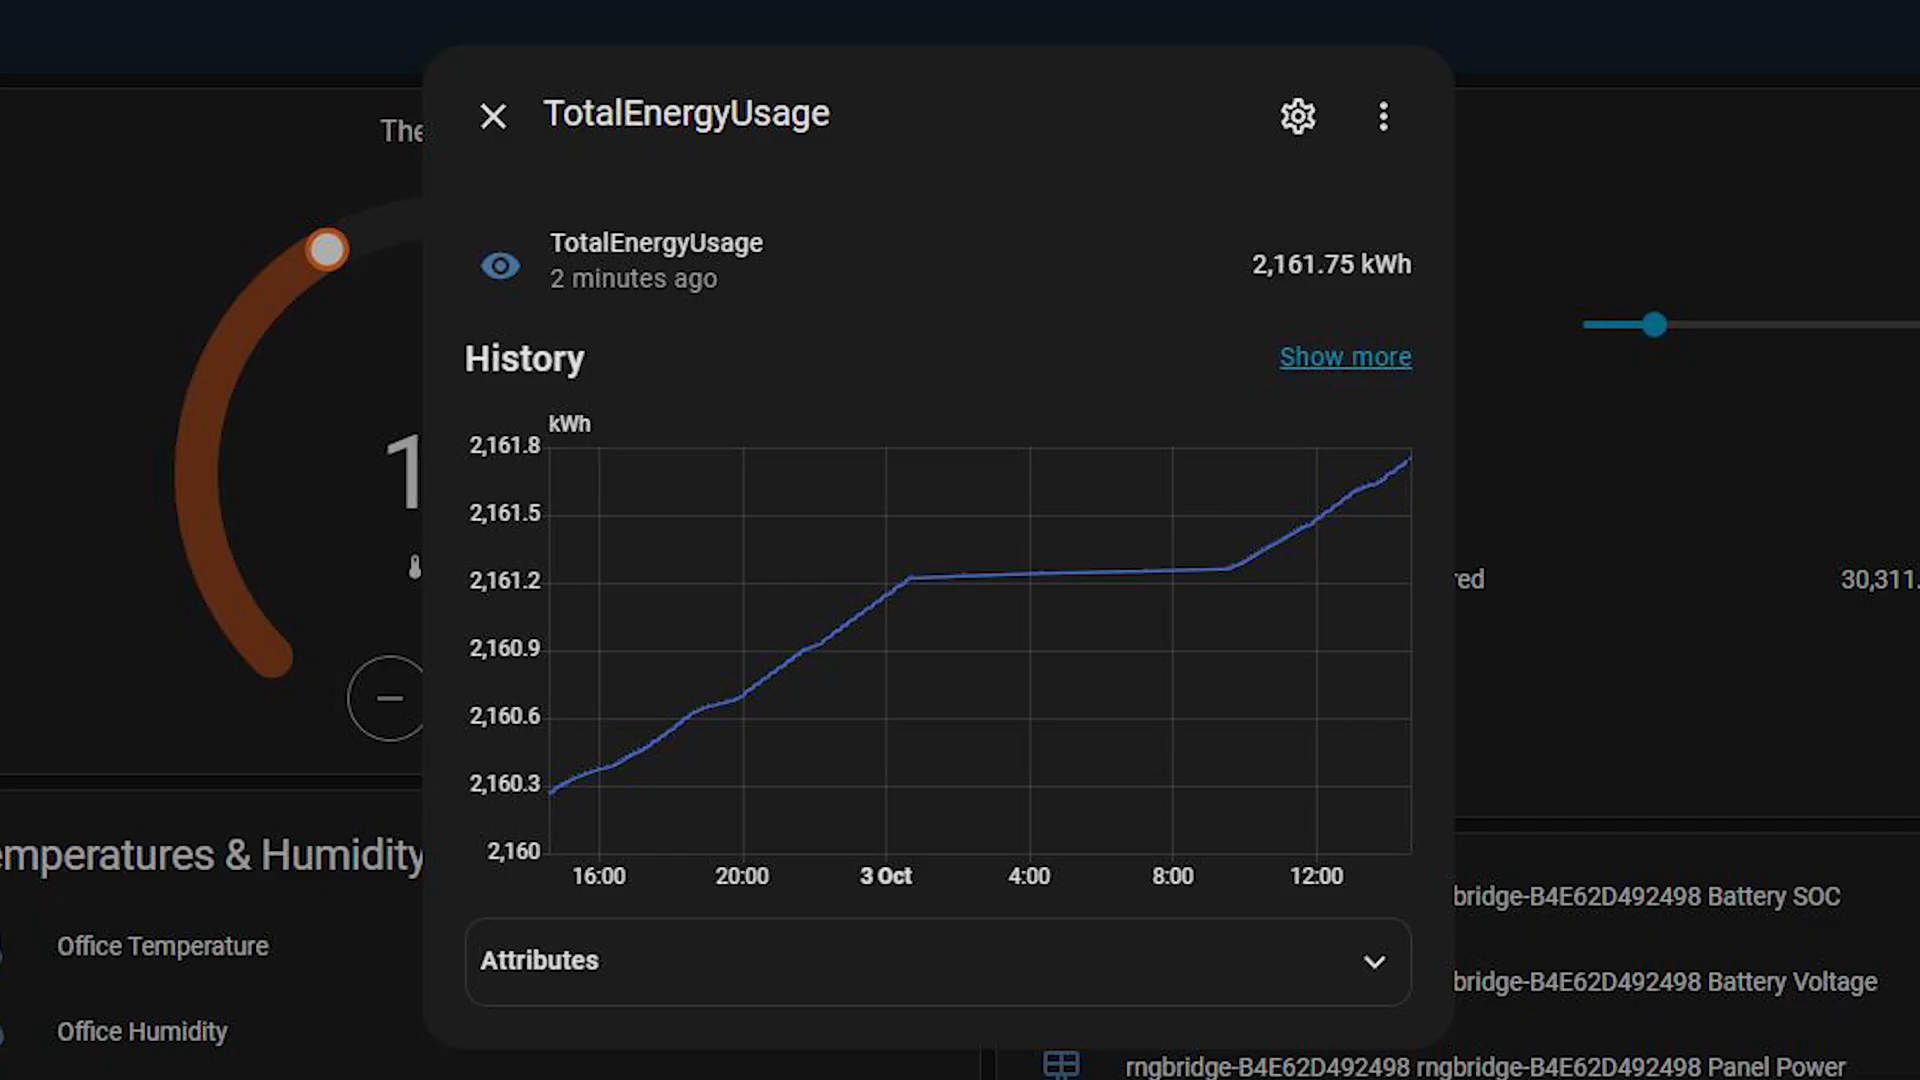 TotalEnergyUsage
The
TotalEnergyUsage
2 minutes ago
2,161.75 kWh
History
Show more
kWh
2,161.8
2,161.5
2,161.2
2,160.9
2,160.6
2,160.3
2,160
16:00
20:00
3 Oct
4:00
8:00
12:00
Attributes
1
red
30,311.
emperatures & Humidity
Office Temperature
Office Humidity
bridge-B4E62D492498 Battery SOC
bridge-B4E62D492498 Battery Voltage
rngbridge-B4E62D492498 rngbridge-B4E62D492498 Panel Power